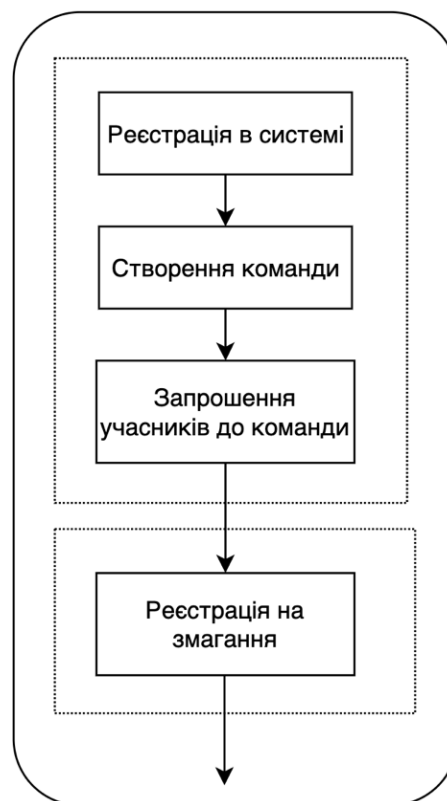 Реєстрація в системі
Створення команди
Запрошення
учасників до команди
Реєстрація на
змагання